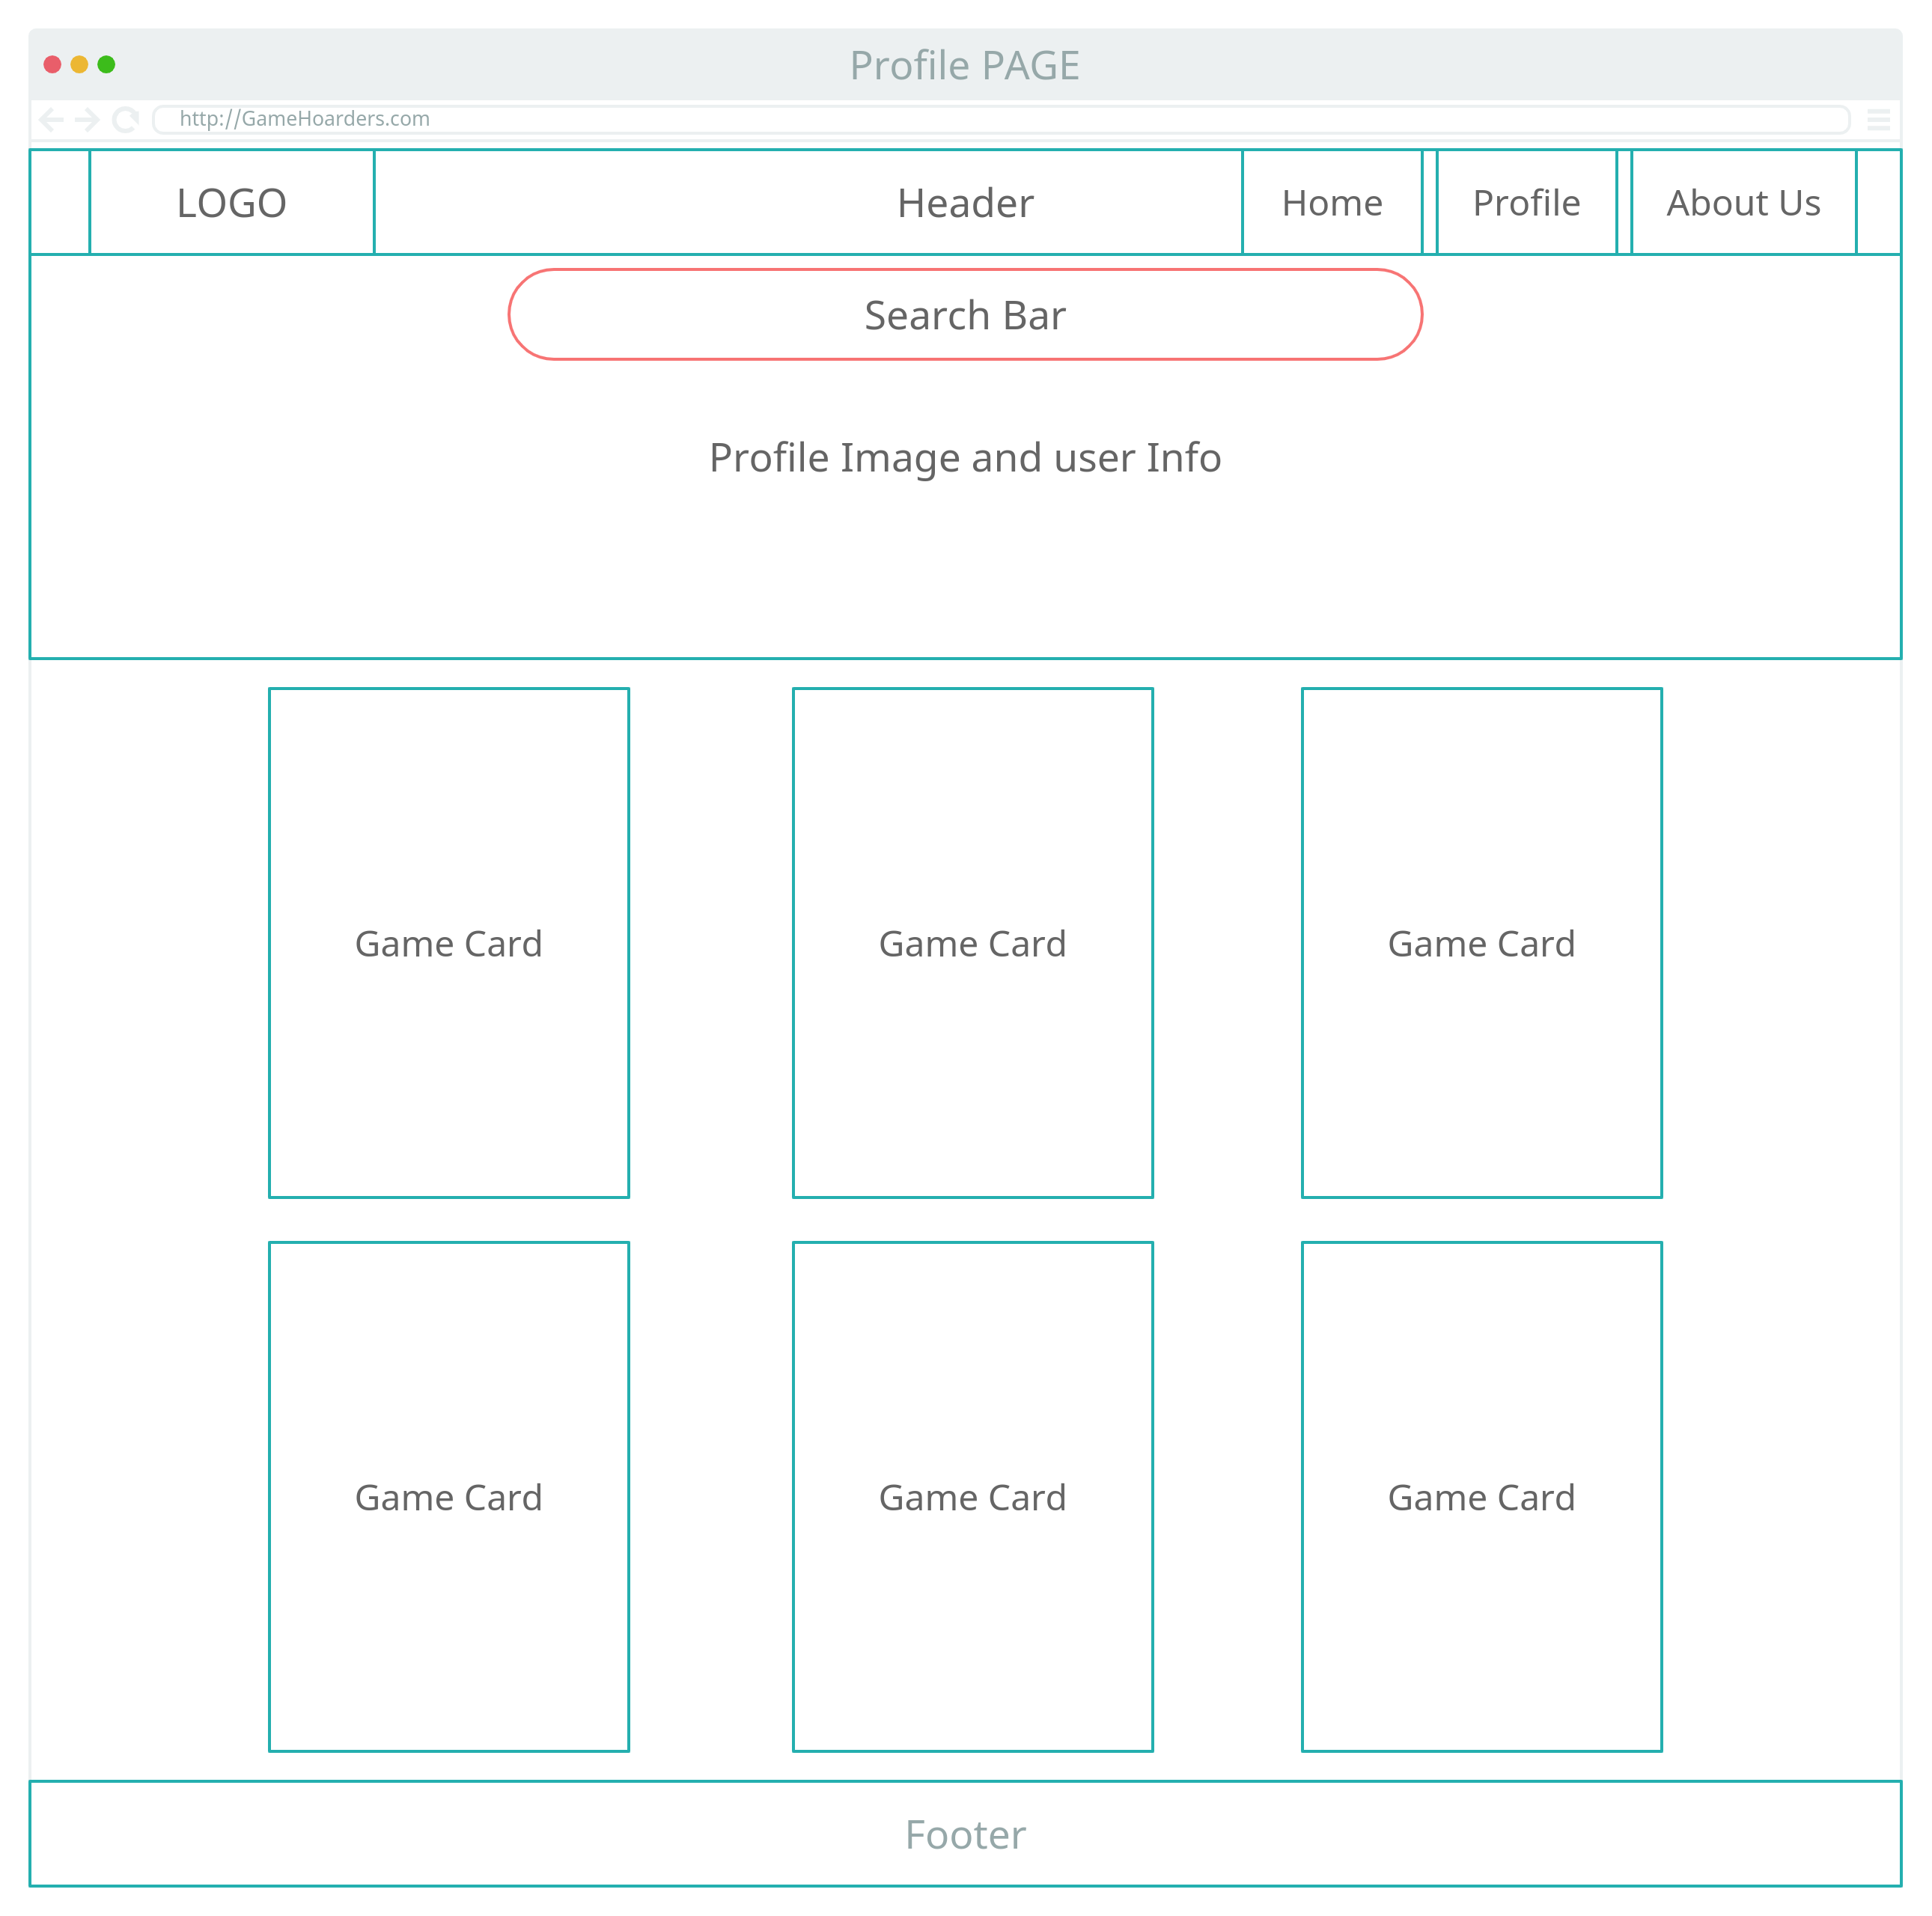 Profile PAGE
http://GameHoarders.com
LOGO
Header
Home
Profile
About Us
Search Bar
Profile Image and user Info
Game Card
Game Card
Game Card
Game Card
Game Card
Game Card
Footer